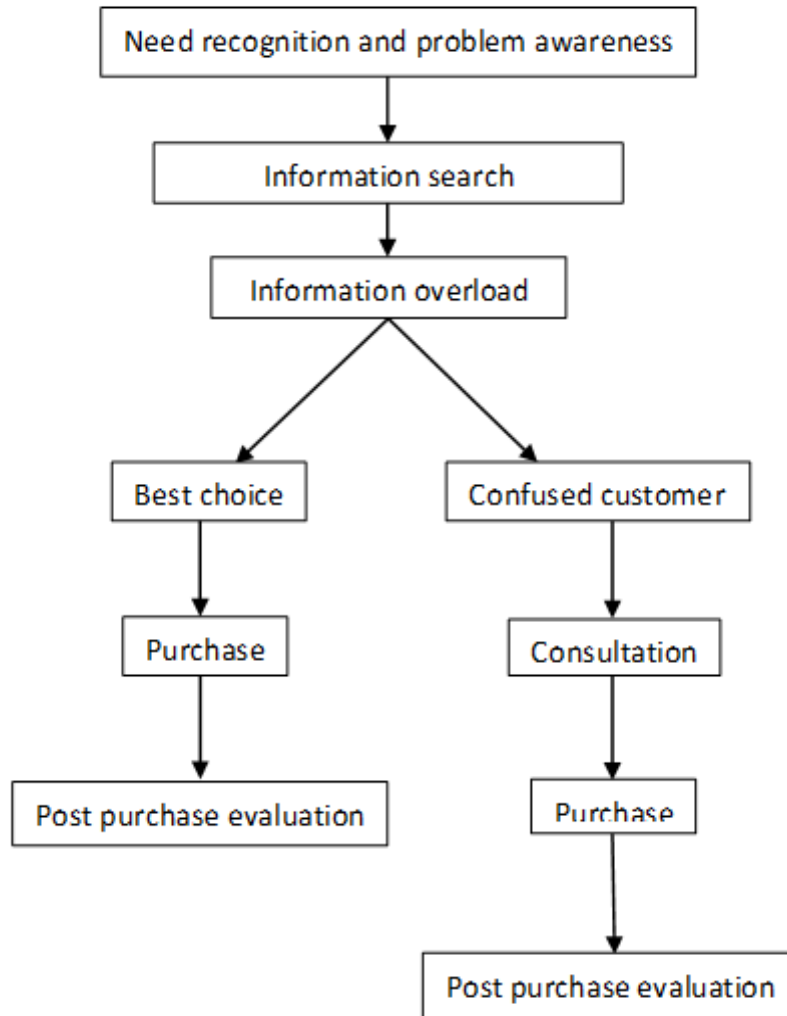 Need recognition and problem awareness
Information search
Information overload
Best choice
Confused customer
Purchase
Consultation
Post purchase evaluation
Purchase
Post purchase evaluation